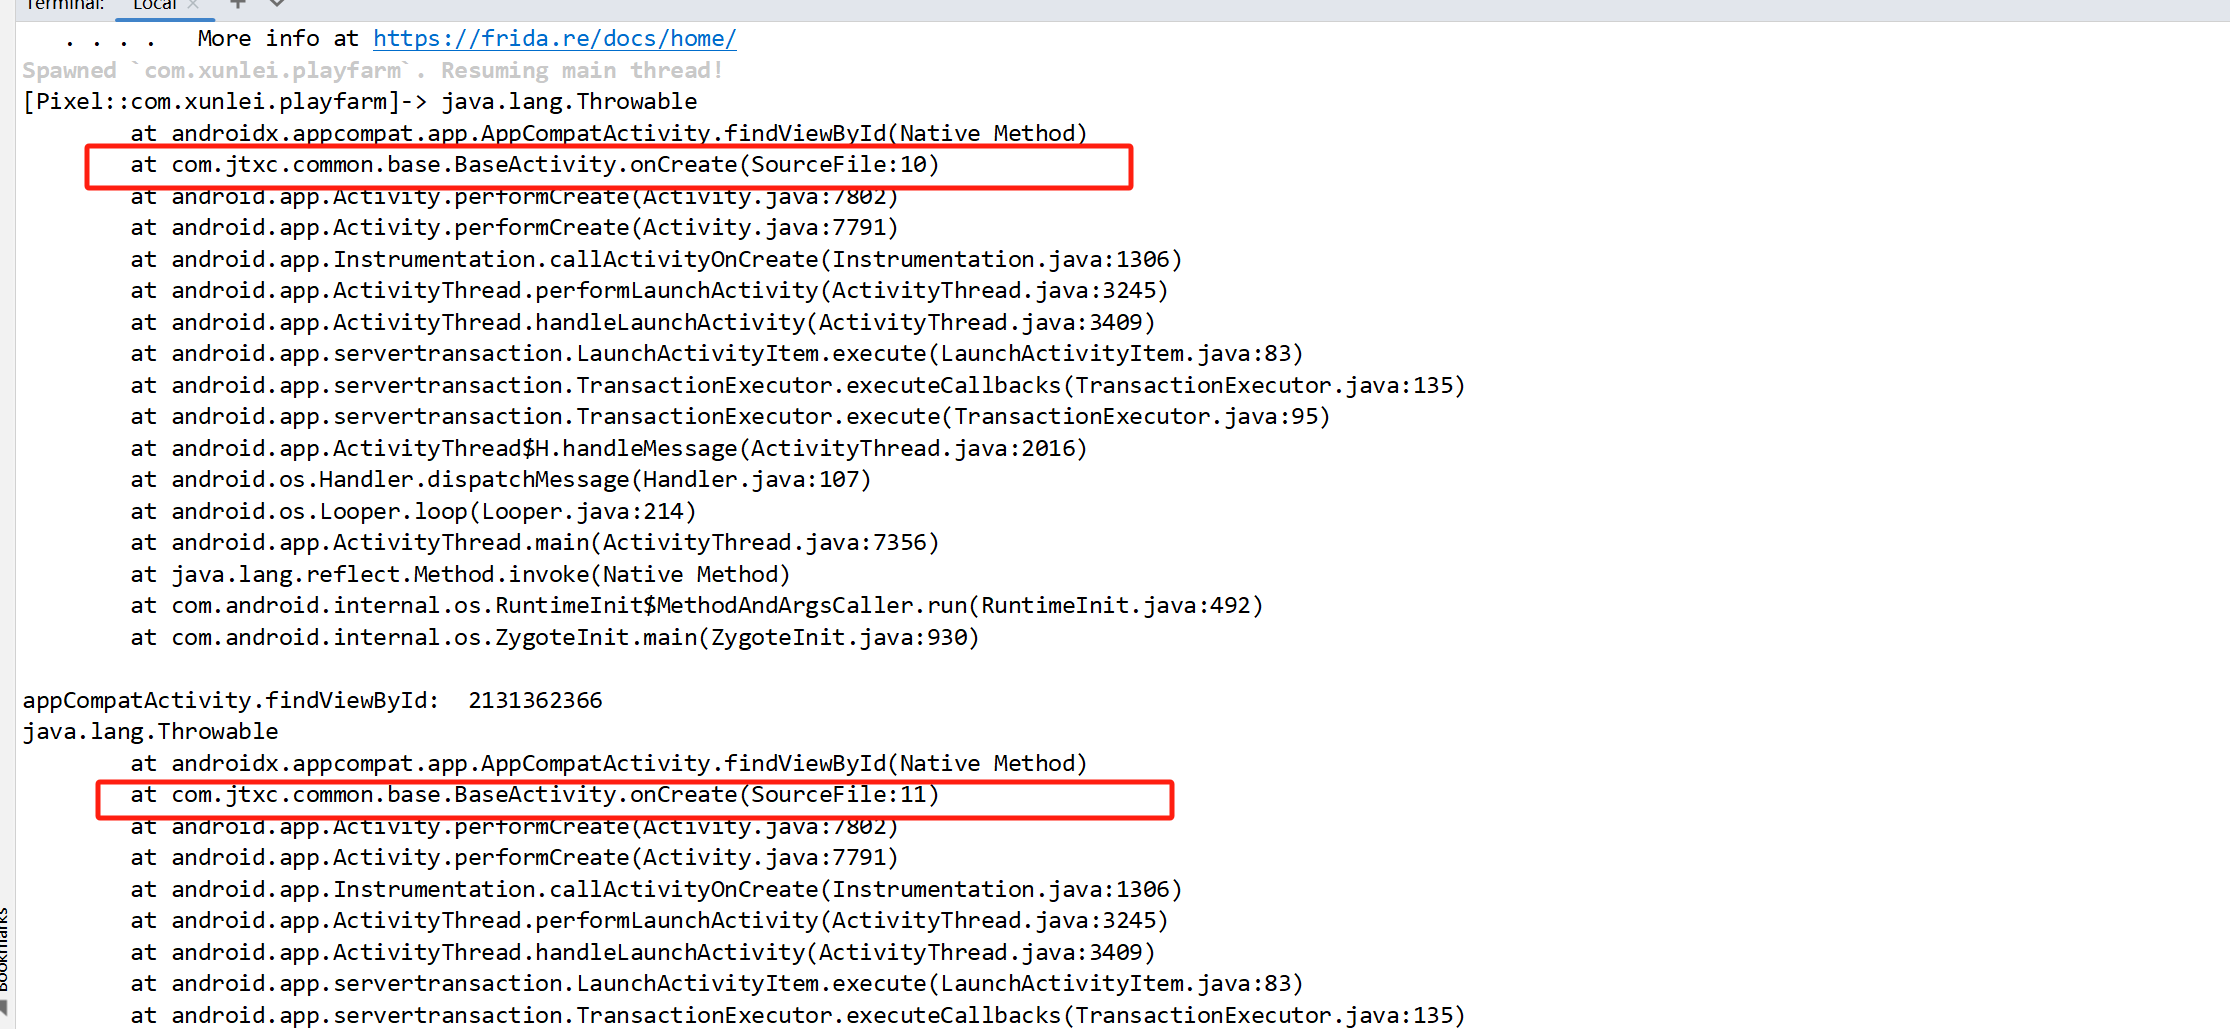 Terminal: Local × +
. . . . More info at https://frida.re/docs/home/
Spawned `com.xunlei.playfarm`. Resuming main thread!
[Pixel::com.xunlei.playfarm]-> java.lang.Throwable
at androidx.appcompat.app.AppCompatActivity.findViewById(Native Method)
at com.jtxc.common.base.BaseActivity.onCreate(SourceFile:10)
at android.app.Activity.performCreate(Activity.java:7802)
at android.app.Activity.performCreate(Activity.java:7791)
at android.app.Instrumentation.callActivityOnCreate(Instrumentation.java:1306)
at android.app.ActivityThread.performLaunchActivity(ActivityThread.java:3245)
at android.app.ActivityThread.handleLaunchActivity(ActivityThread.java:3409)
at android.app.servertransaction.LaunchActivityItem.execute(LaunchActivityItem.java:83)
at android.app.servertransaction.TransactionExecutor.executeCallbacks(TransactionExecutor.java:135)
at android.app.servertransaction.TransactionExecutor.execute(TransactionExecutor.java:95)
at android.app.ActivityThread$H.handleMessage(ActivityThread.java:2016)
at android.os.Handler.dispatchMessage(Handler.java:107)
at android.os.Looper.loop(Looper.java:214)
at android.app.ActivityThread.main(ActivityThread.java:7356)
at java.lang.reflect.Method.invoke(Native Method)
at com.android.internal.os.RuntimeInit$MethodAndArgsCaller.run(RuntimeInit.java:492)
at com.android.internal.os.ZygoteInit.main(ZygoteInit.java:930)
appCompatActivity.findViewById: 2131362366
java.lang.Throwable
at androidx.appcompat.app.AppCompatActivity.findViewById(Native Method)
at com.jtxc.common.base.BaseActivity.onCreate(SourceFile:11)
at android.app.Activity.performCreate(Activity.java:7802)
at android.app.Activity.performCreate(Activity.java:7791)
at android.app.Instrumentation.callActivityOnCreate(Instrumentation.java:1306)
at android.app.ActivityThread.performLaunchActivity(ActivityThread.java:3245)
at android.app.ActivityThread.handleLaunchActivity(ActivityThread.java:3409)
at android.app.servertransaction.LaunchActivityItem.execute(LaunchActivityItem.java:83)
at android.app.servertransaction.TransactionExecutor.executeCallbacks(TransactionExecutor.java:135)
Bookmarks